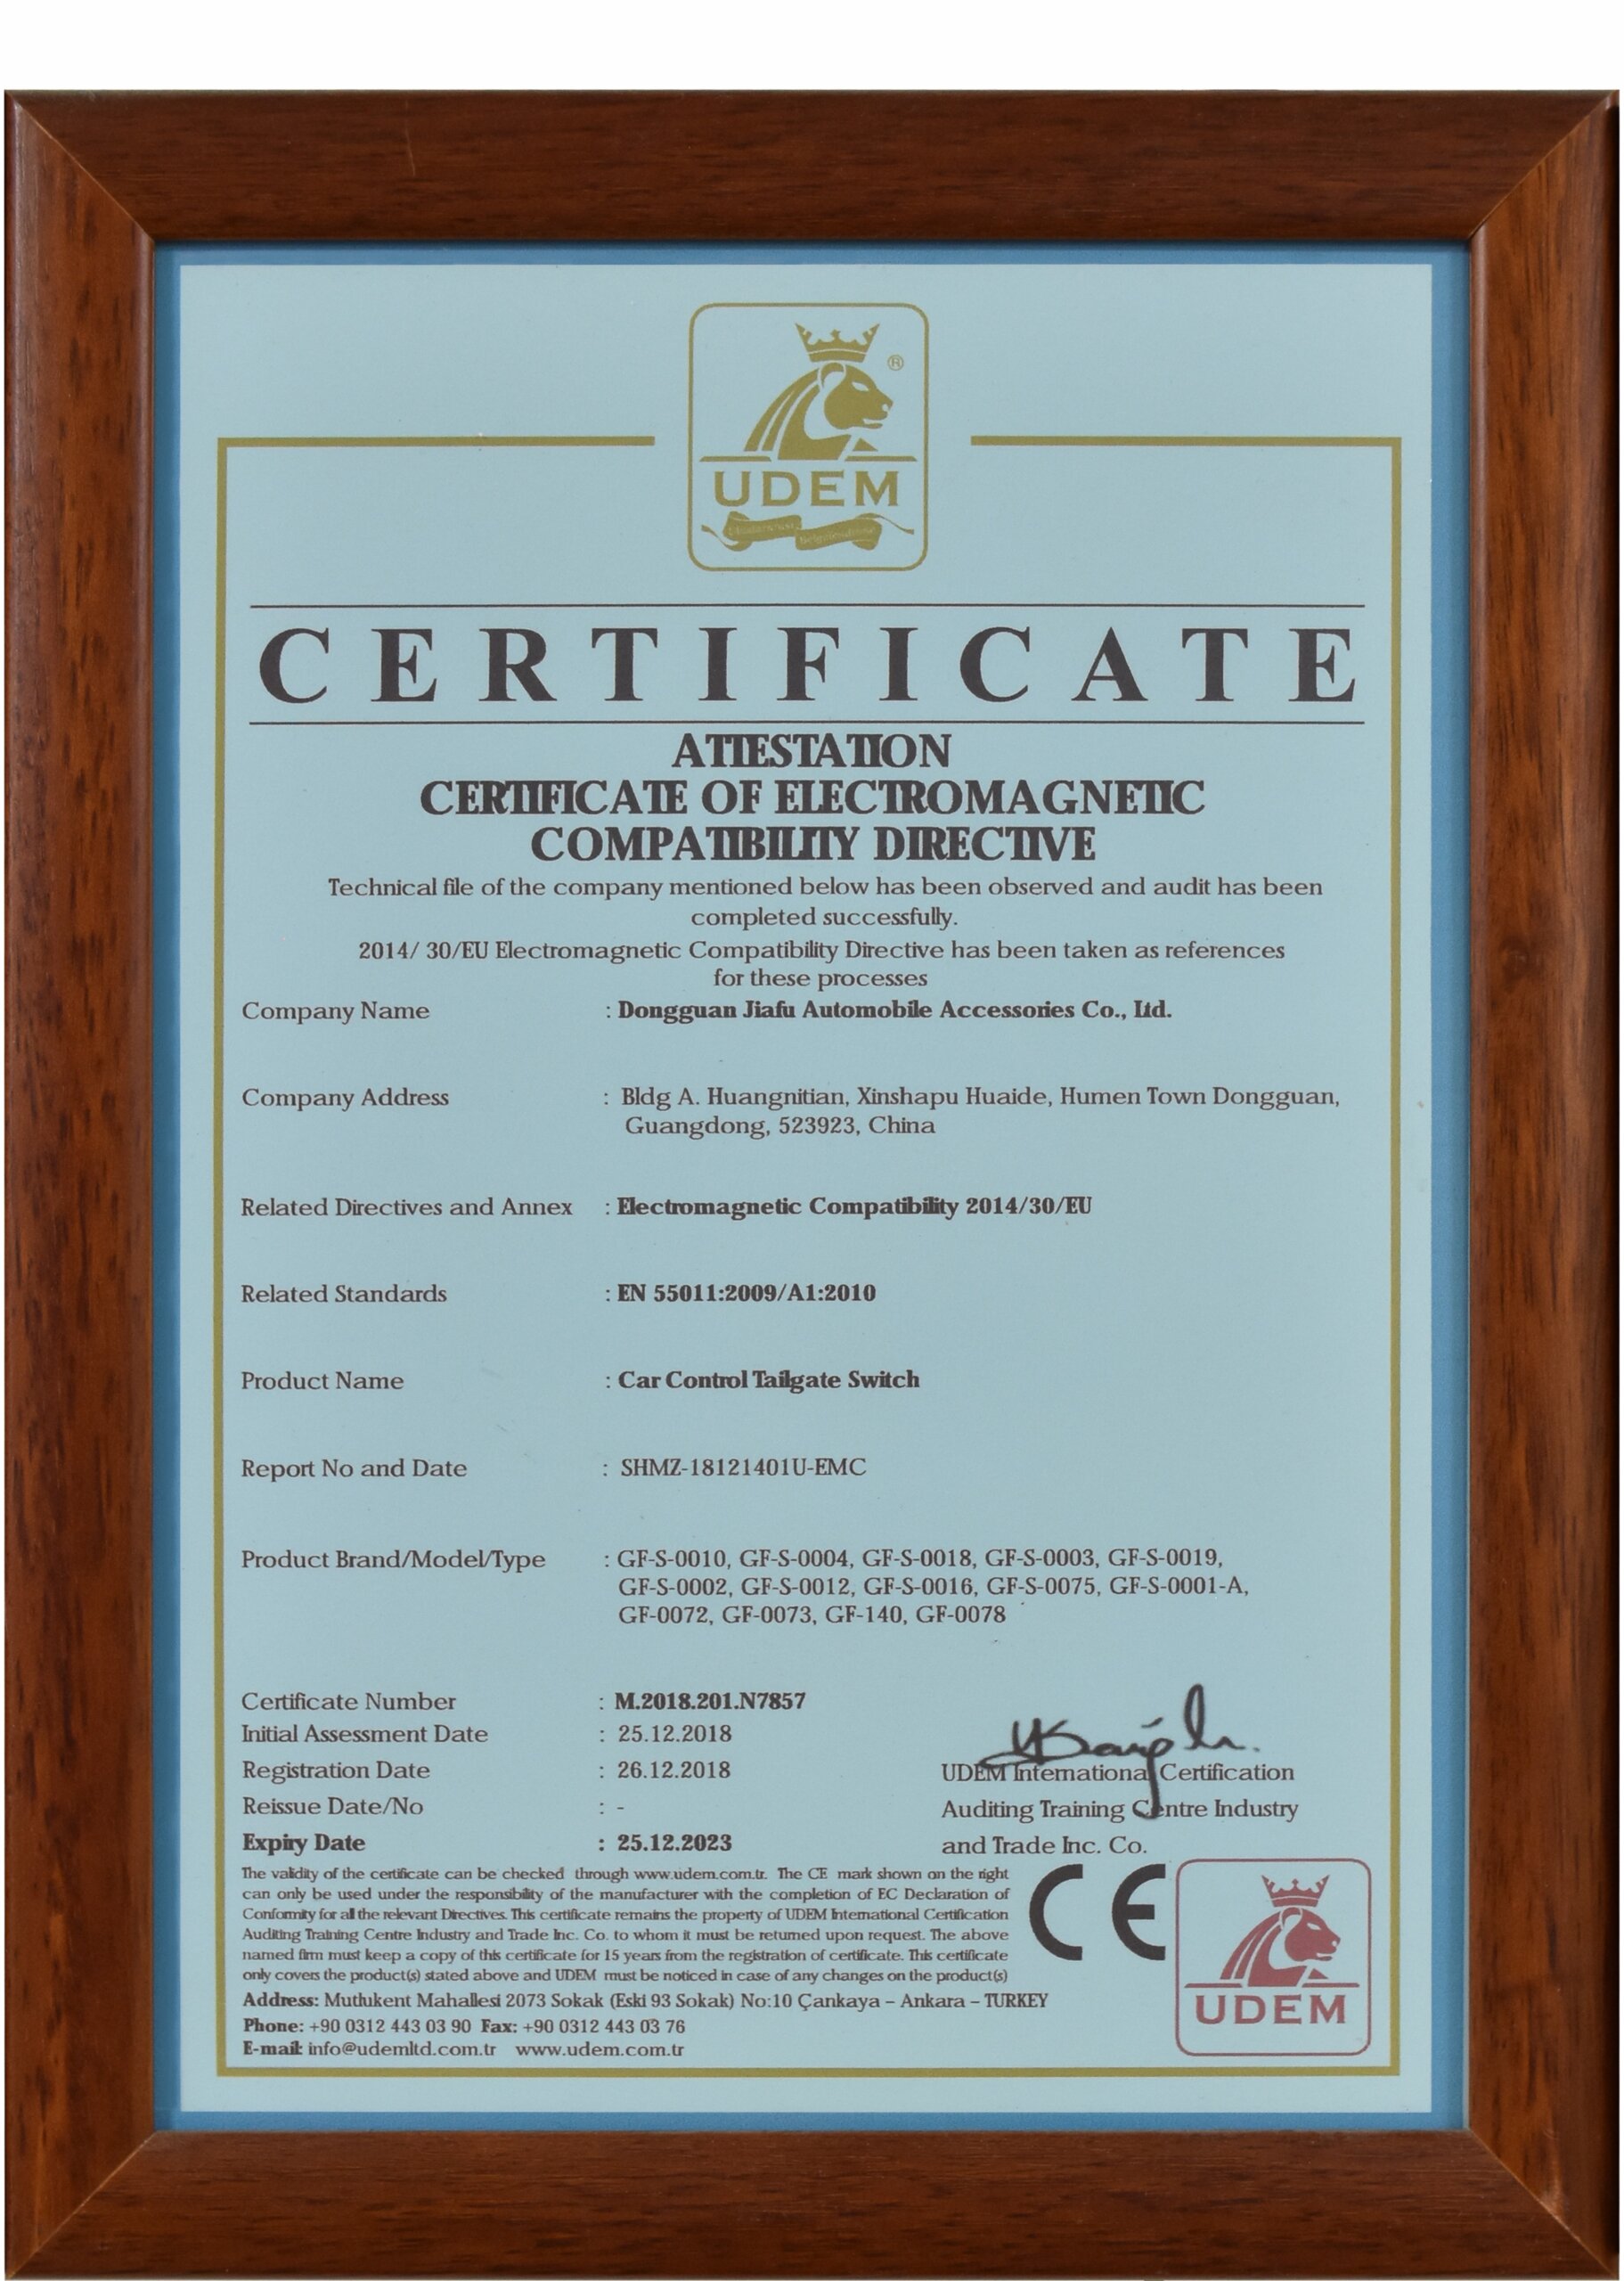 ®
UDEM
CERTIFICATE
ATTESTATION
CERTIFICATE OF ELECTROMAGNETIC
COMPATIBILITY DIRECTIVE
Technical file of the company mentioned below has been observed and audit has been
completed successfully.
2014/ 30/EU Electromagnetic Compatibility Directive has been taken as references
for these processes
Company Name : Dongguan Jiafu Automobile Accessories Co., Ltd.
Company Address : Bldg A. Huangnitian, Xinshapu Huaide, Humen Town Dongguan,
Guangdong, 523923, China
Related Directives and Annex : Electromagnetic Compatibility 2014/30/EU
Related Standards : EN 55011:2009/A1:2010
Product Name : Car Control Tailgate Switch
Report No and Date : SHMZ-18121401U-EMC
Product Brand/Model/Type : GF-S-0010, GF-S-0004, GF-S-0018, GF-S-0003, GF-S-0019,
GF-S-0002, GF-S-0012, GF-S-0016, GF-S-0075, GF-S-0001-A,
GF-0072, GF-0073, GF-140, GF-0078
Certificate Number : M.2018.201.N7857
Initial Assessment Date : 25.12.2018
Registration Date : 26.12.2018
Reissue Date/No : -
Expiry Date : 25.12.2023
UDEM International Certification
Auditing Training Centre Industry
and Trade Inc. Co.
The validity of the certificate can be checked through www.udem.com.tr. The CE mark shown on the right
can only be used under the responsibility of the manufacturer with the completion of EC Declaration of
Conformity for all the relevant Directives. This certificate remains the property of UDEM International Certification
Auditing Training Centre Industry and Trade Inc. Co. to whom it must be returned upon request. The above
named firm must keep a copy of this certificate for 15 years from the registration of certificate. This certificate
only covers the product(s) stated above and UDEM must be noticed in case of any changes on the product(s)
Address: Mutlukent Mahallesi 2073 Sokak (Eski 93 Sokak) No:10 Çankaya – Ankara – TURKEY
Phone: +90 0312 443 03 90 Fax: +90 0312 443 03 76
E-mail: info@udemltd.com.tr www.udem.com.tr
CE
UDEM